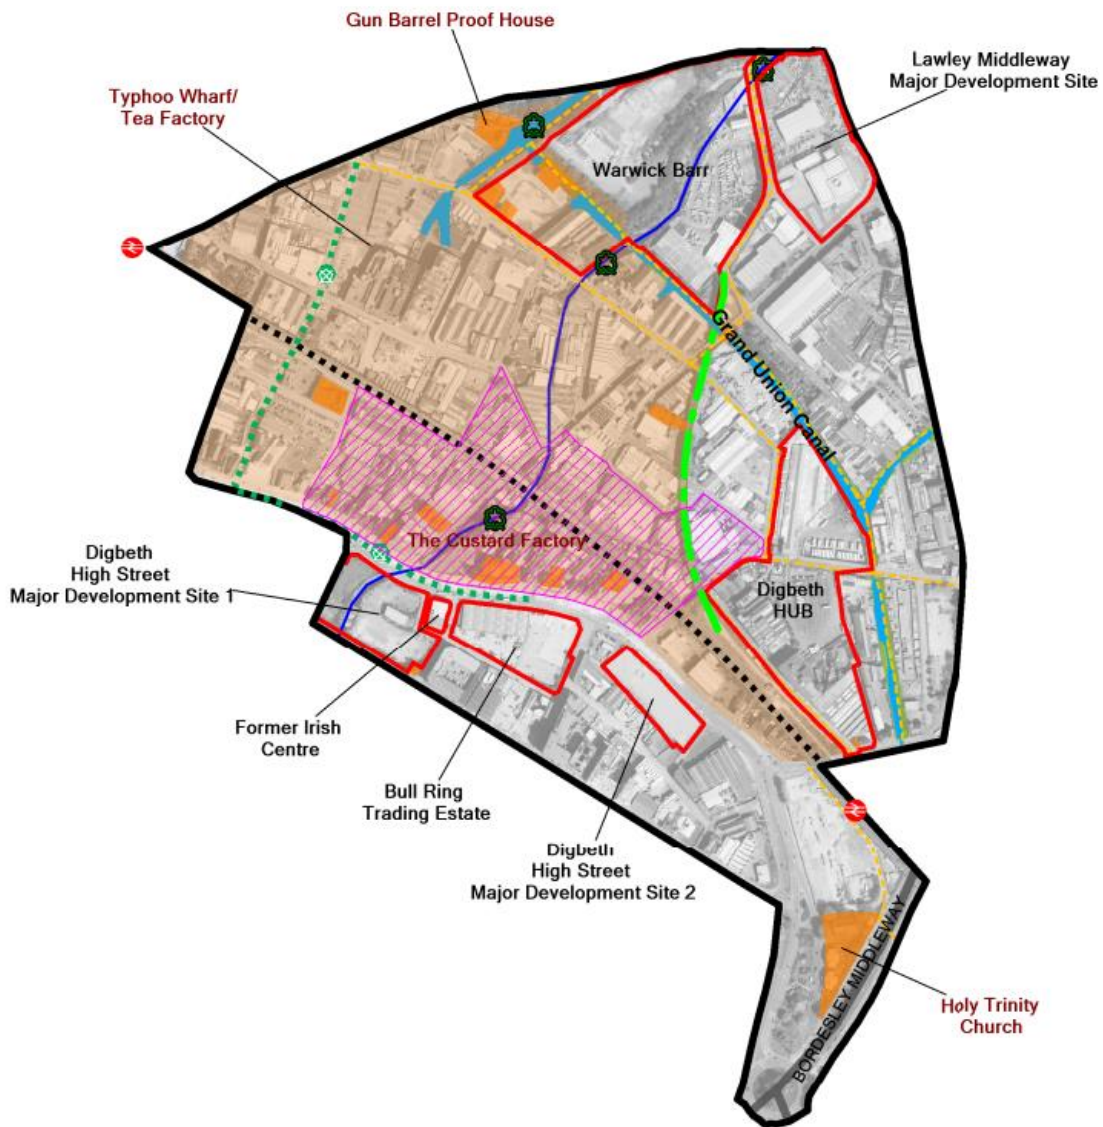 Gun Barrel Proof House
Lawley Middleway
Major Development Site
Typhoo Wharf/
Tea Factory
Warwick Barr
Grand Union Canal
The Custard Factory
Digbeth
High Street
Major Development Site 1
Digbeth
HUB
Former Irish
Centre
Bull Ring
Trading Estate
Digbeth
High Street
Major Development Site 2
BORDESLEY MIDDLEWAY
Holy Trinity
Church